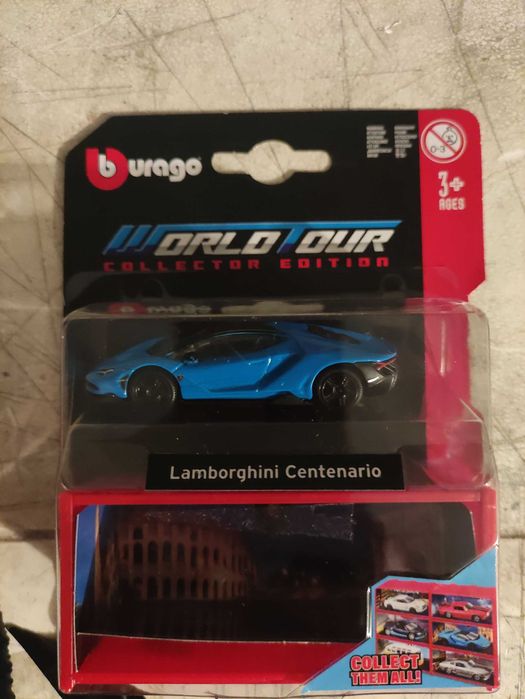 burago
0-3
3+
AGES
WORLD TOUR
COLLECTOR EDITION
Lamborghini Centenario
COLLECT
THEM ALL!